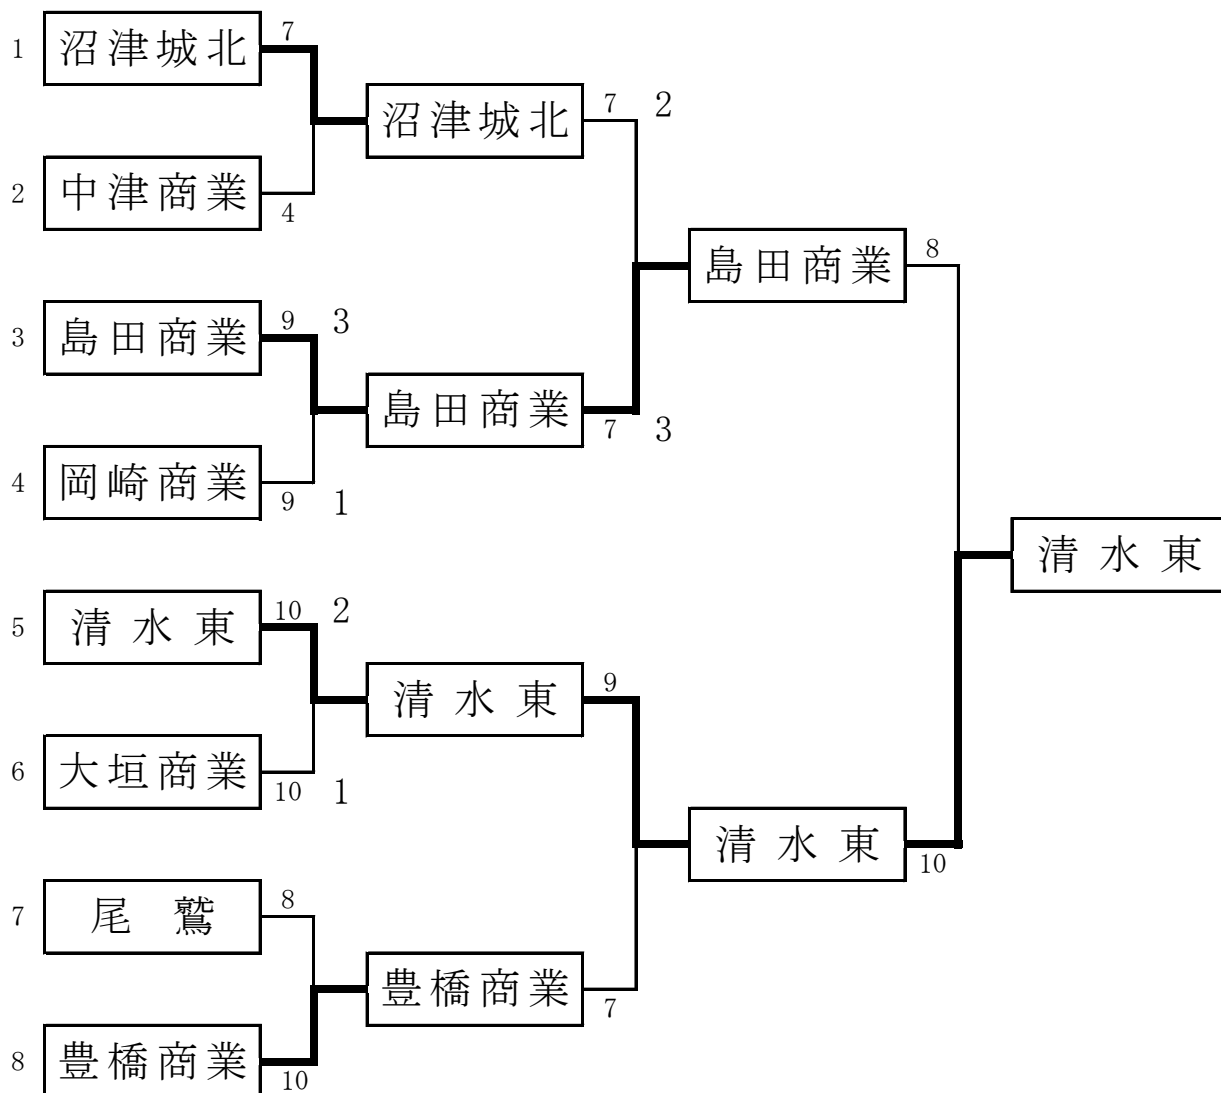 1 沼津城北 7
沼津城北 7 2
2 中津商業 4
島田商業 8
3 島田商業 9 3
島田商業 7 3
4 岡崎商業 9 1
清水東
5 清水東 10 2
清水東 9
6 大垣商業 10 1
清水東 10
7 尾鷲 8
豊橋商業 7
8 豊橋商業 10